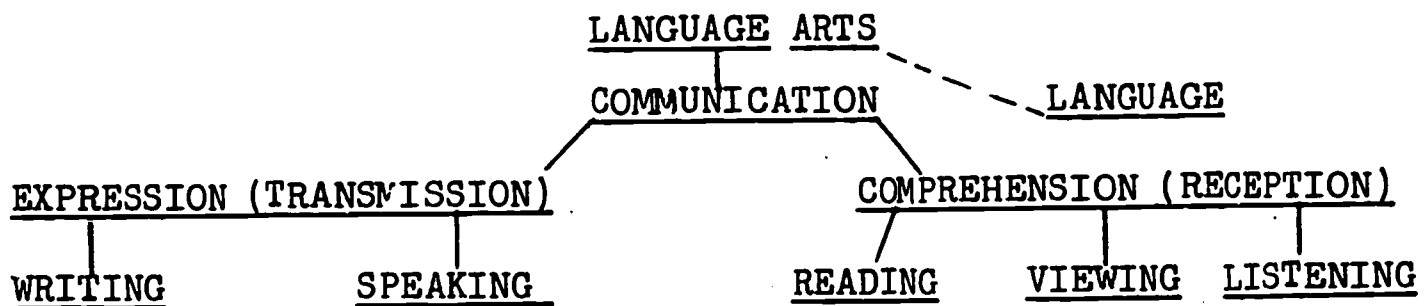 LANGUAGE ARTS
COMMUNICATION
LANGUAGE
EXPRESSION (TRANSMISSION)
COMPREHENSION (RECEPTION)
WRITING
SPEAKING
READING
VIEWING
LISTENING